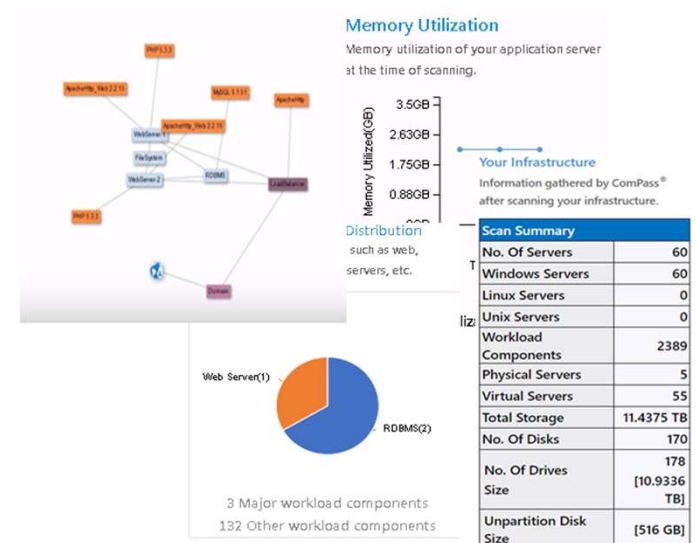 PHP 5.3.3
ApacheHttp_Web 2.2.15
MySQL 5.1.51
ApacheHttp
ApacheHttp_Web 2.2.15
WebServer 1
FileSystem
WebServer 2
RDBMS
LoadBalancer
PHP 5.3.3
Domain
Memory Utilization
Memory utilization of your application server
at the time of scanning.
Memory Utilized(GB)
3.5GB
2.63GB
1.75GB
0.88GB
Distribution
such as web,
servers, etc.
Web Server(1)
RDBMS(2)
3 Major workload components
132 Other workload components
Your Infrastructure
Information gathered by ComPass®
after scanning your infrastructure.
Scan Summary
No. Of Servers 60
Windows Servers 60
Linux Servers 0
Unix Servers 0
Workload
Components 2389
Physical Servers 5
Virtual Servers 55
Total Storage 11.4375 TB
No. Of Disks 170
No. Of Drives
Size
178
[10.9336
TB]
Unpartition Disk
Size [516 GB]